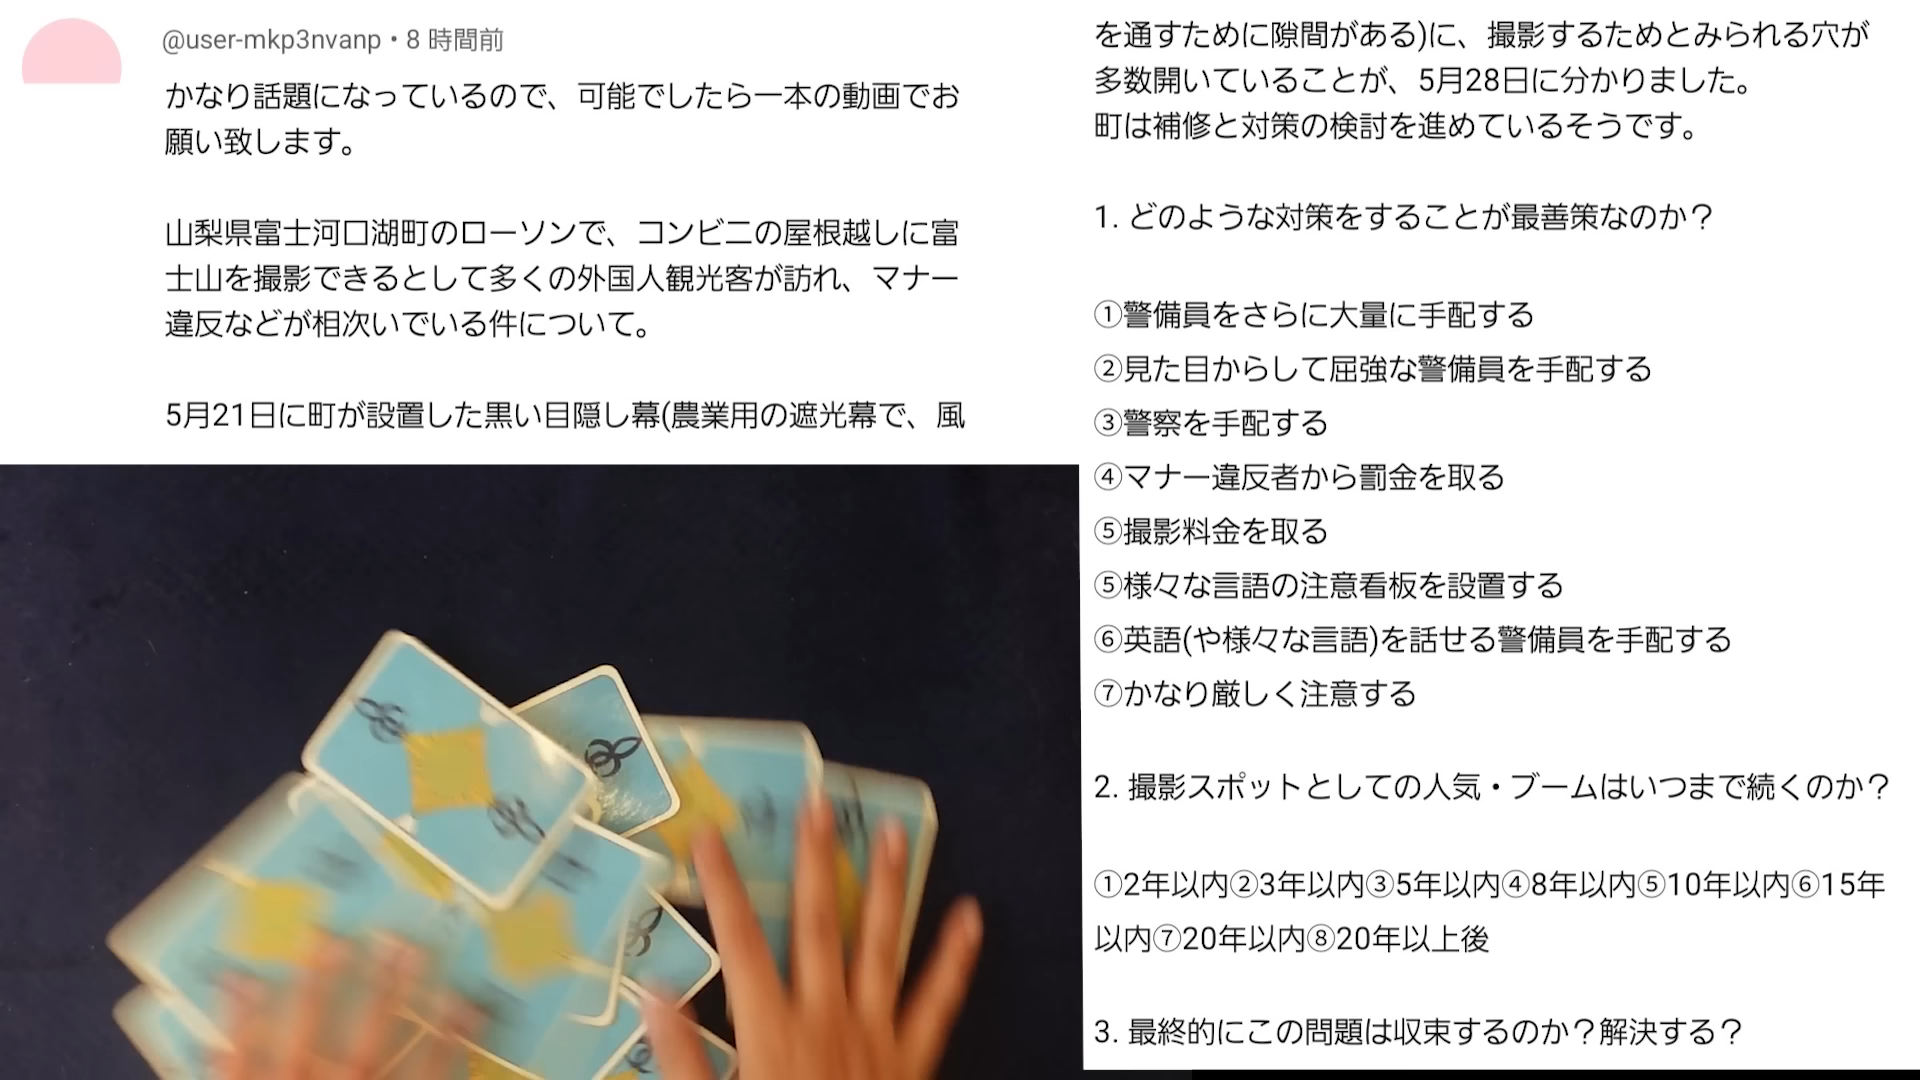 @user-mkp3nvanp • 8 時間前
かなり話題になっているので、可能でしたら一本の動画でお
願い致します。
山梨県富士河口湖町のローソンで、コンビニの屋根越しに富
士山を撮影できるとして多くの外国人観光客が訪れ、マナー
違反などが相次いでいる件について。
5月21日に町が設置した黒い目隠し幕(農業用の遮光幕で、風
を通すために隙間がある)に、撮影するためとみられる穴が
多数開いていることが、5月28日に分かりました。
町は補修と対策の検討を進めているそうです。
1. どのような対策をすることが最善策なのか？
①警備員をさらに大量に手配する
②見た目からして屈強な警備員を手配する
③警察を手配する
④マナー違反者から罰金を取る
⑤撮影料金を取る
⑤様々な言語の注意看板を設置する
⑥英語(や様々な言語)を話せる警備員を手配する
⑦かなり厳しく注意する
2. 撮影スポットとしての人気・ブームはいつまで続くのか？
①2年以内②3年以内③5年以内④8年以内⑤10年以内⑥15年
以内⑦20年以内⑧20年以上後
3. 最終的にこの問題は収束するのか？解決する？